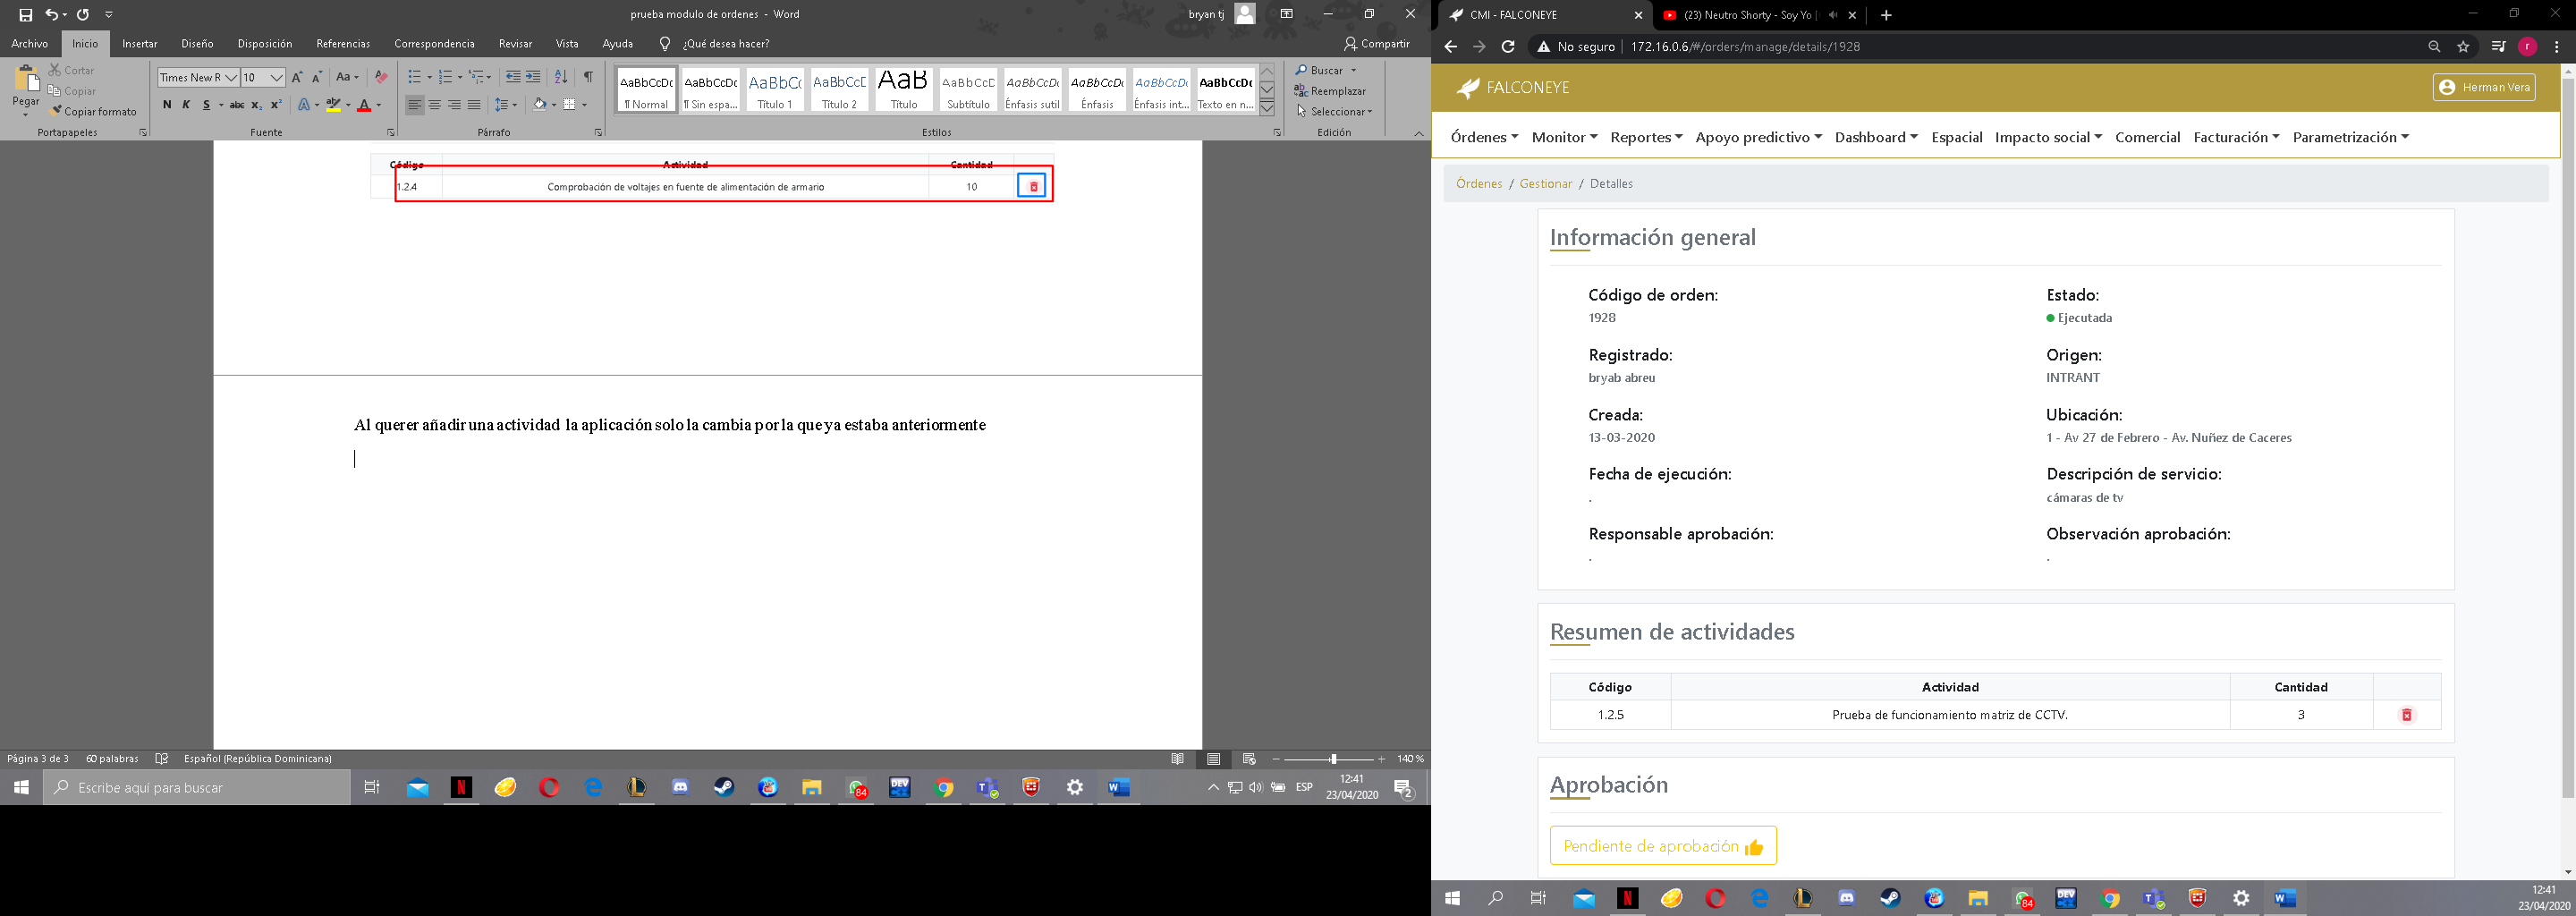 prueba modulo de ordenes - Word
bryan tj
Archivo Inicio Insertar Diseño Disposición Referencias Correspondencia Revisar Vista Ayuda ¿Qué desea hacer? Compartir
Pegar
Cortar
Copiar
Copiar formato
Portapapeles
Times New R 10
N K S abc x₂ x²
Fuente
Párrafo
AaBbCcDc ¶ Normal
AaBbCcDc ¶ Sin espa...
AaBbC( Título 1
AaBbCcE Título 2
AaB Título
AaBbCcD Subtítulo
AaBbCcDc Énfasis sutil
AaBbCcDc Énfasis
AaBbCcDc Énfasis int...
AaBbCcDc Texto en n...
Estilos
Buscar
Reemplazar
Seleccionar
Edición
Código Actividad Cantidad
1.2.4 Comprobación de voltajes en fuente de alimentación de armario 10
Al querer añadir una actividad la aplicación solo la cambia por la que ya estaba anteriormente
Página 3 de 3 60 palabras Español (República Dominicana) 140 %
Escribe aquí para buscar
84
DEV
ESP
12:41
23/04/2020
2
CMI - FALCONEYE
(23) Neutro Shorty - Soy Yo
No seguro 172.16.0.6/#/orders/manage/details/1928
r
FALCONEYE
Herman Vera
Órdenes Monitor Reportes Apoyo predictivo Dashboard Espacial Impacto social Comercial Facturación Parametrización
Órdenes / Gestionar / Detalles
Información general
Código de orden: Estado:
1928 Ejecutada
Registrado: Origen:
bryab abreu INTRANT
Creada: Ubicación:
13-03-2020 1 - Av 27 de Febrero - Av. Nuñez de Caceres
Fecha de ejecución: Descripción de servicio:
. cámaras de tv
Responsable aprobación: Observación aprobación:
. .
Resumen de actividades
Código Actividad Cantidad
1.2.5 Prueba de funcionamiento matriz de CCTV. 3
Aprobación
Pendiente de aprobación
84
DEV
12:41
23/04/2020